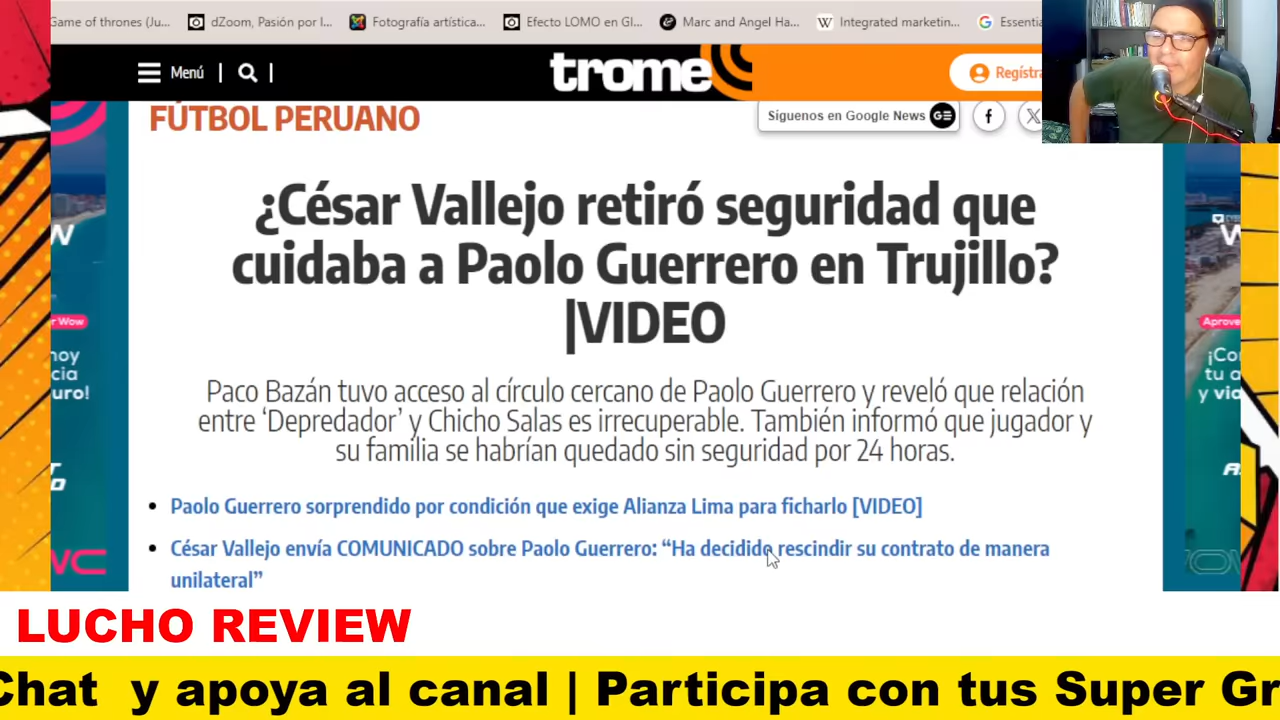 Game of thrones (Ju...
dZoom, Pasión por l...
Fotografía artística...
Efecto LOMO en GI...
Marc and Angel Ha...
Integrated marketin...
Essentia
Menú
trome
Regístra
FÚTBOL PERUANO
Síguenos en Google News
¿César Vallejo retiró seguridad que
cuidaba a Paolo Guerrero en Trujillo?
|VIDEO
Paco Bazán tuvo acceso al círculo cercano de Paolo Guerrero y reveló que relación
entre ‘Depredador’ y Chicho Salas es irrecuperable. También informó que jugador y
su familia se habrían quedado sin seguridad por 24 horas.
• Paolo Guerrero sorprendido por condición que exige Alianza Lima para ficharlo [VIDEO]
• César Vallejo envía COMUNICADO sobre Paolo Guerrero: “Ha decidido rescindir su contrato de manera
unilateral”
LUCHO REVIEW
Chat y apoya al canal | Participa con tus Super Gr